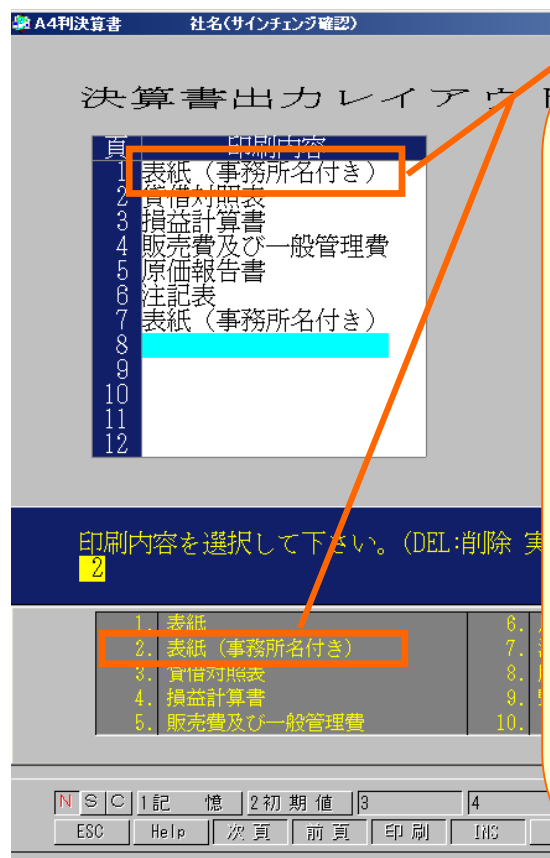 A4判決算書 社名(サインチェンジ確認)
決算書出力レイアウ
頁 印刷内容
1 表紙（事務所名付き）
2 貸借対照表
3 損益計算書
4 販売費及び一般管理費
5 原価報告書
6 注記表
7 表紙（事務所名付き）
8
9
10
11
12
印刷内容を選択して下さい。(DEL:削除 実
2
1. 表紙 6.
2. 表紙（事務所名付き） 7.
3. 貸借対照表 8.
4. 損益計算書 9.
5. 販売費及び一般管理費 10.
N S C 1記 憶 2初期値 3 4
ESC Help 次頁 前頁 印刷 INS